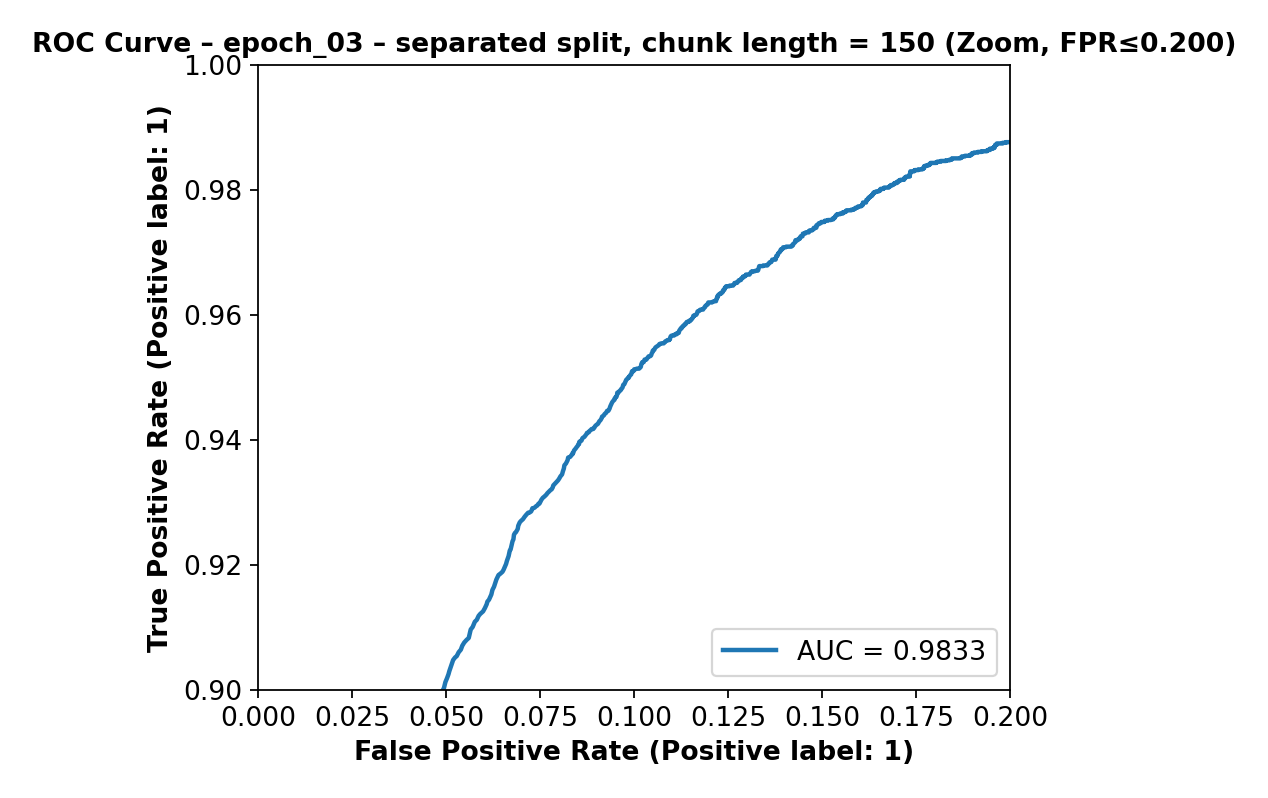 ROC Curve – epoch_03 – separated split, chunk length = 150 (Zoom, FPR≤0.200)
True Positive Rate (Positive label: 1)
1.00
0.98
0.96
0.94
0.92
0.90
AUC = 0.9833
0.000 0.025 0.050 0.075 0.100 0.125 0.150 0.175 0.200
False Positive Rate (Positive label: 1)